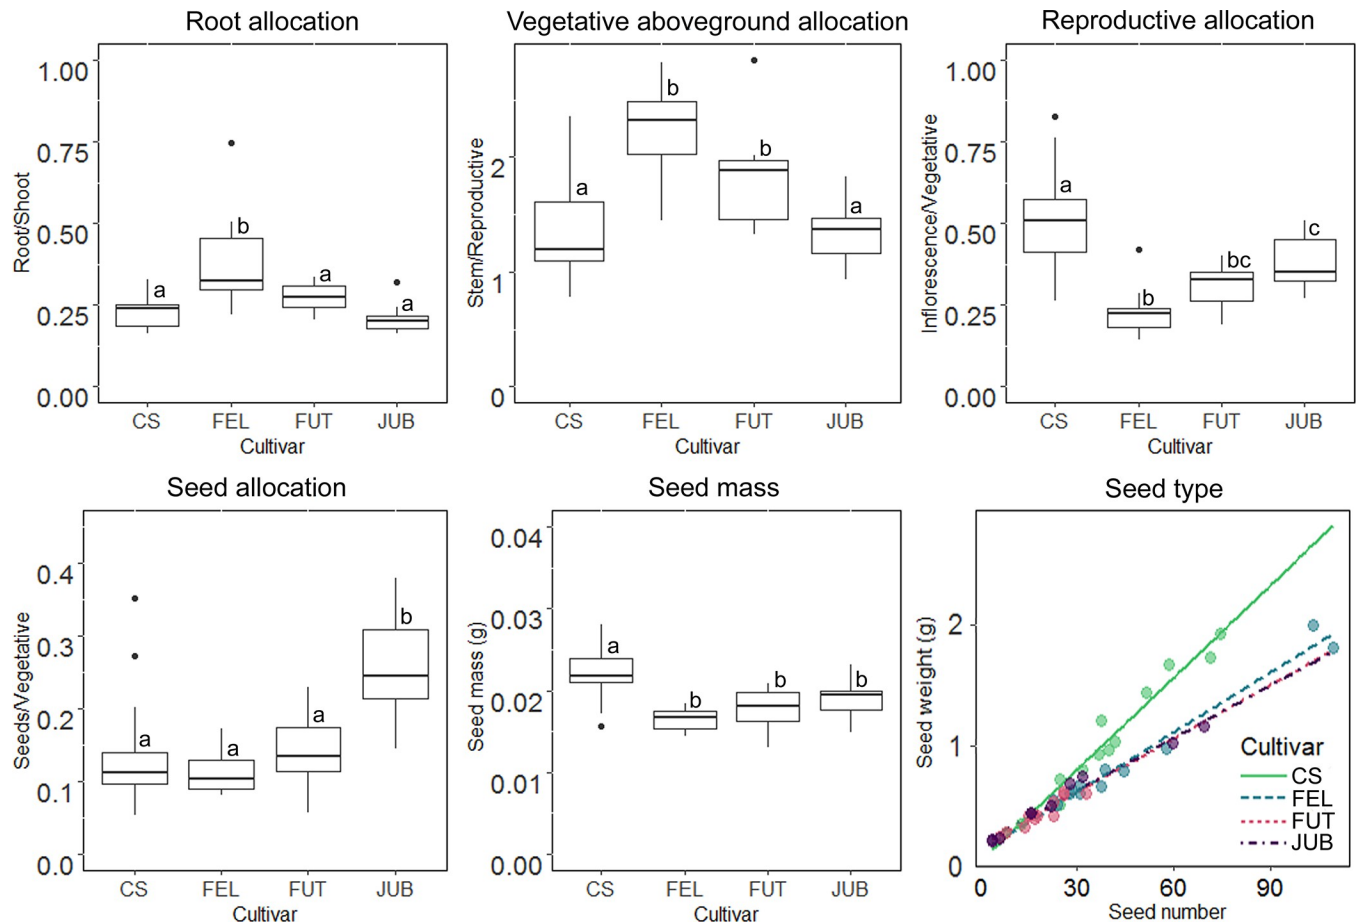 Root allocation
Root/Shoot
1.00
0.75
0.50
0.25
0.00
a
b
a
a
CS FEL FUT JUB
Cultivar
Vegetative aboveground allocation
Stem/Reproductive
2
1
0
a
b
b
a
CS FEL FUT JUB
Cultivar
Reproductive allocation
Inflorescence/Vegetative
1.00
0.75
0.50
0.25
0.00
a
b
bc
c
CS FEL FUT JUB
Cultivar
Seed allocation
Seeds/Vegetative
0.4
0.3
0.2
0.1
0.0
a
a
a
b
CS FEL FUT JUB
Cultivar
Seed mass
Seed mass (g)
0.04
0.03
0.02
0.01
0.00
a
b
b
b
CS FEL FUT JUB
Cultivar
Seed type
Seed weight (g)
2
1
0
Cultivar
CS
FEL
FUT
JUB
0 30 60 90
Seed number